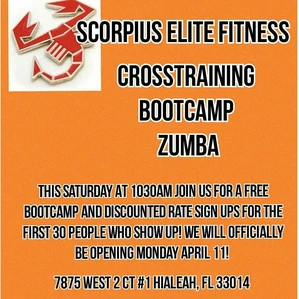 SCORPIUS ELITE FITNESS
CROSSTRAINING
BOOTCAMP
ZUMBA
THIS SATURDAY AT 1030AM JOIN US FOR A FREE
BOOTCAMP AND DISCOUNTED RATE SIGN UPS FOR THE
FIRST 30 PEOPLE WHO SHOW UP! WE WILL OFFICIALLY
BE OPENING MONDAY APRIL 11!
7875 WEST 2 CT #1 HIALEAH, FL 33014